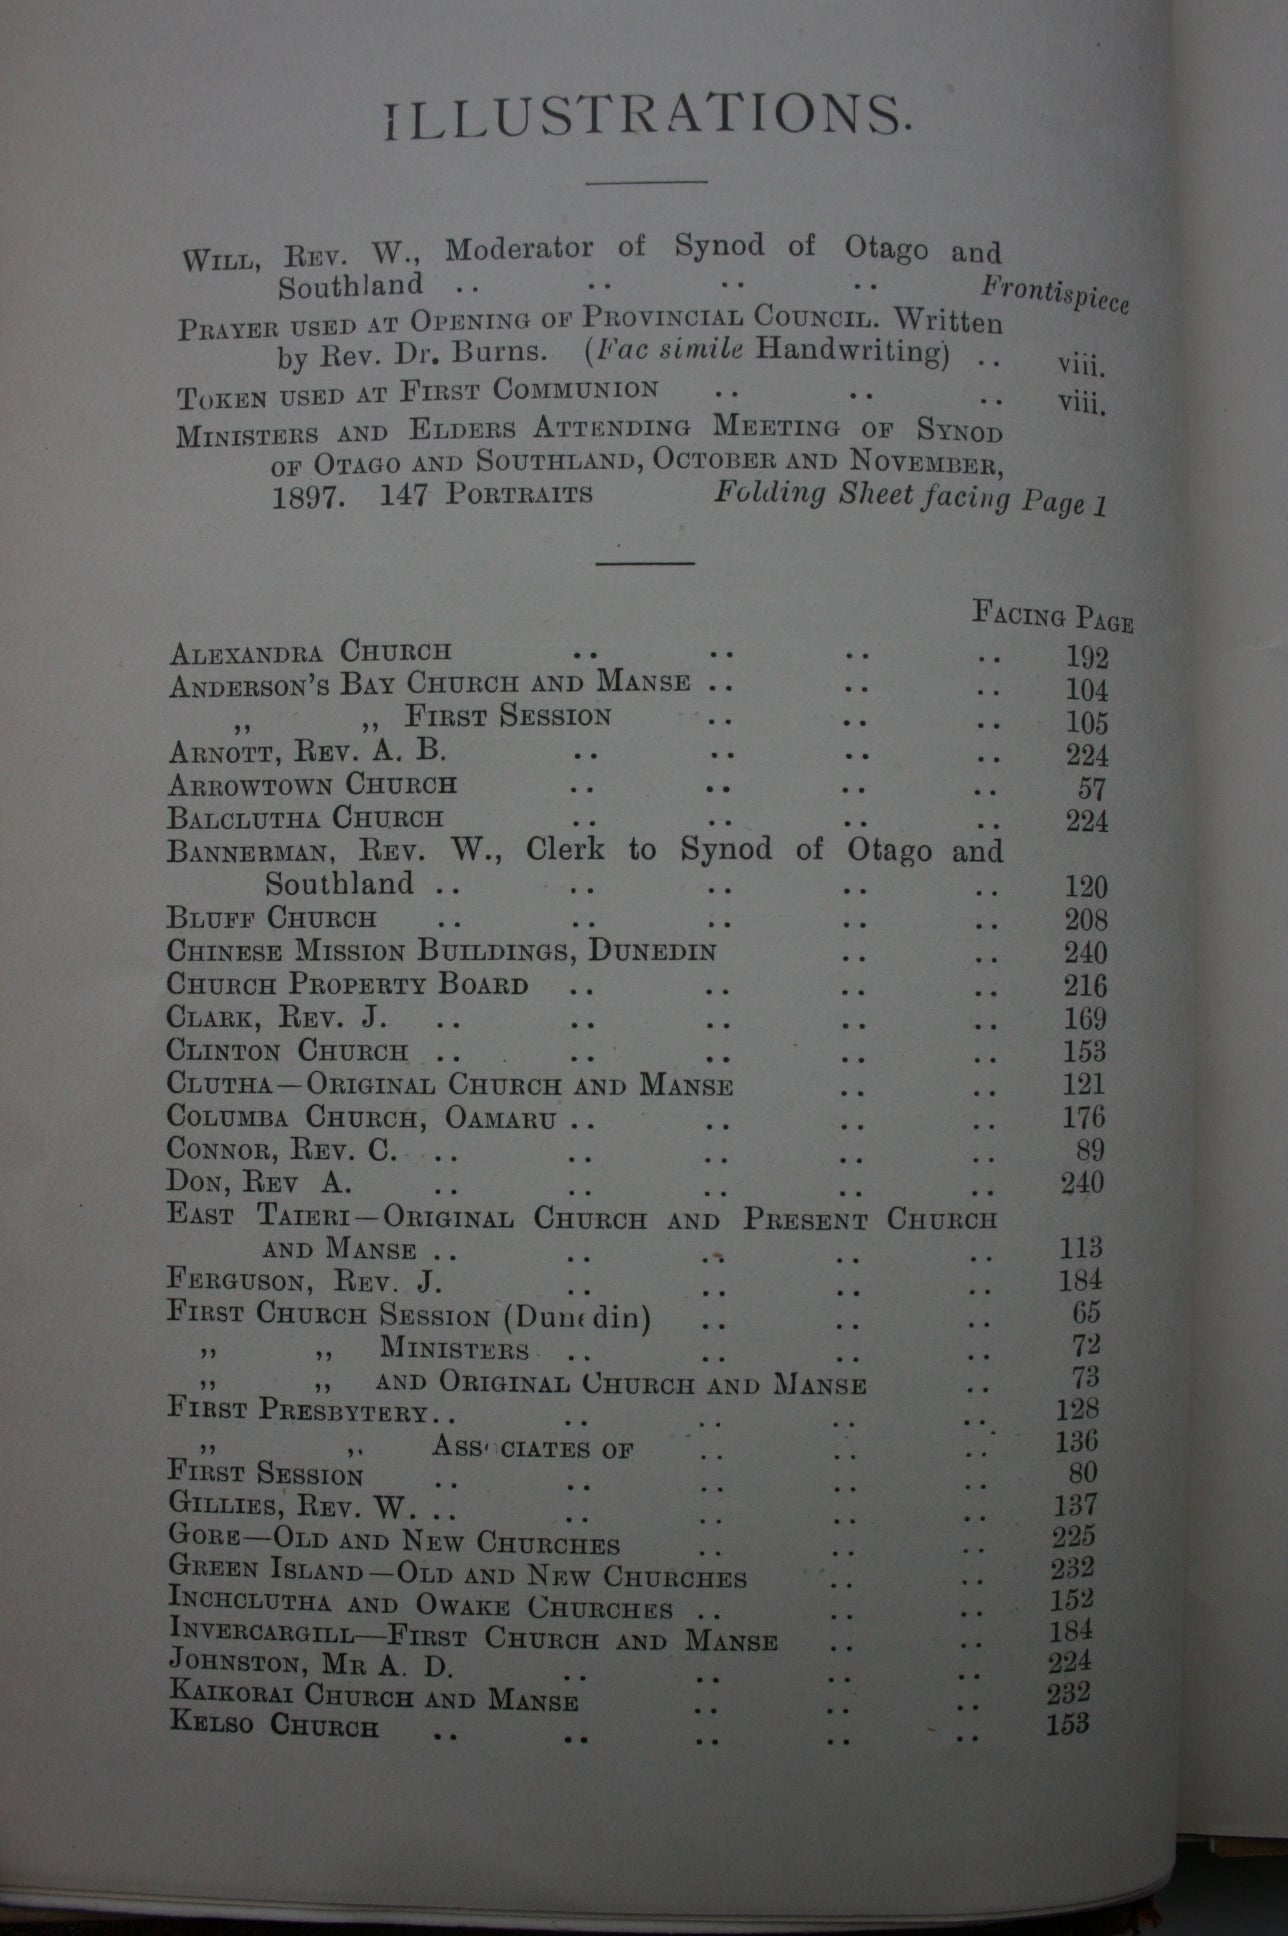 ILLUSTRATIONS.
WILL, REV. W., Moderator of Synod of Otago and
Southland .. .. .. .. Frontispiece
PRAYER USED AT OPENING OF PROVINCIAL COUNCIL. Written
by Rev. Dr. Burns. (Fac simile Handwriting) .. viii.
TOKEN USED AT FIRST COMMUNION .. .. .. viii.
MINISTERS AND ELDERS ATTENDING MEETING OF SYNOD
OF OTAGO AND SOUTHLAND, OCTOBER AND NOVEMBER,
1897. 147 PORTRAITS Folding Sheet facing Page 1
FACING PAGE
ALEXANDRA CHURCH .. .. .. .. 192
ANDERSON'S BAY CHURCH AND MANSE .. .. .. 104
,, ,, FIRST SESSION .. .. .. 105
ARNOTT, REV. A. B. .. .. .. .. 224
ARROWTOWN CHURCH .. .. .. .. 57
BALCLUTHA CHURCH .. .. .. .. 224
BANNERMAN, REV. W., Clerk to Synod of Otago and
Southland .. .. .. .. .. 120
BLUFF CHURCH .. .. .. .. .. 208
CHINESE MISSION BUILDINGS, DUNEDIN .. .. 240
CHURCH PROPERTY BOARD .. .. .. .. 216
CLARK, REV. J. .. .. .. .. .. 169
CLINTON CHURCH .. .. .. .. .. 153
CLUTHA—ORIGINAL CHURCH AND MANSE .. .. 121
COLUMBA CHURCH, OAMARU .. .. .. .. 176
CONNOR, REV. C. .. .. .. .. .. 89
DON, REV A. .. .. .. .. .. 240
EAST TAIERI—ORIGINAL CHURCH AND PRESENT CHURCH
AND MANSE .. .. .. .. .. 113
FERGUSON, REV. J. .. .. .. .. 184
FIRST CHURCH SESSION (Dunedin) .. .. .. 65
,, ,, MINISTERS .. .. .. .. 72
,, ,, AND ORIGINAL CHURCH AND MANSE .. 73
FIRST PRESBYTERY .. .. .. .. .. 128
,, ,, ASSOCIATES OF .. .. .. 136
FIRST SESSION .. .. .. .. .. 80
GILLIES, REV. W. .. .. .. .. .. 137
GORE—OLD AND NEW CHURCHES .. .. .. 225
GREEN ISLAND—OLD AND NEW CHURCHES .. .. 232
INCHCLUTHA AND OWAKE CHURCHES .. .. .. 152
INVERCARGILL—FIRST CHURCH AND MANSE .. .. 184
JOHNSTON, MR A. D. .. .. .. .. 224
KAIKORAI CHURCH AND MANSE .. .. .. 232
KELSO CHURCH .. .. .. .. .. 153